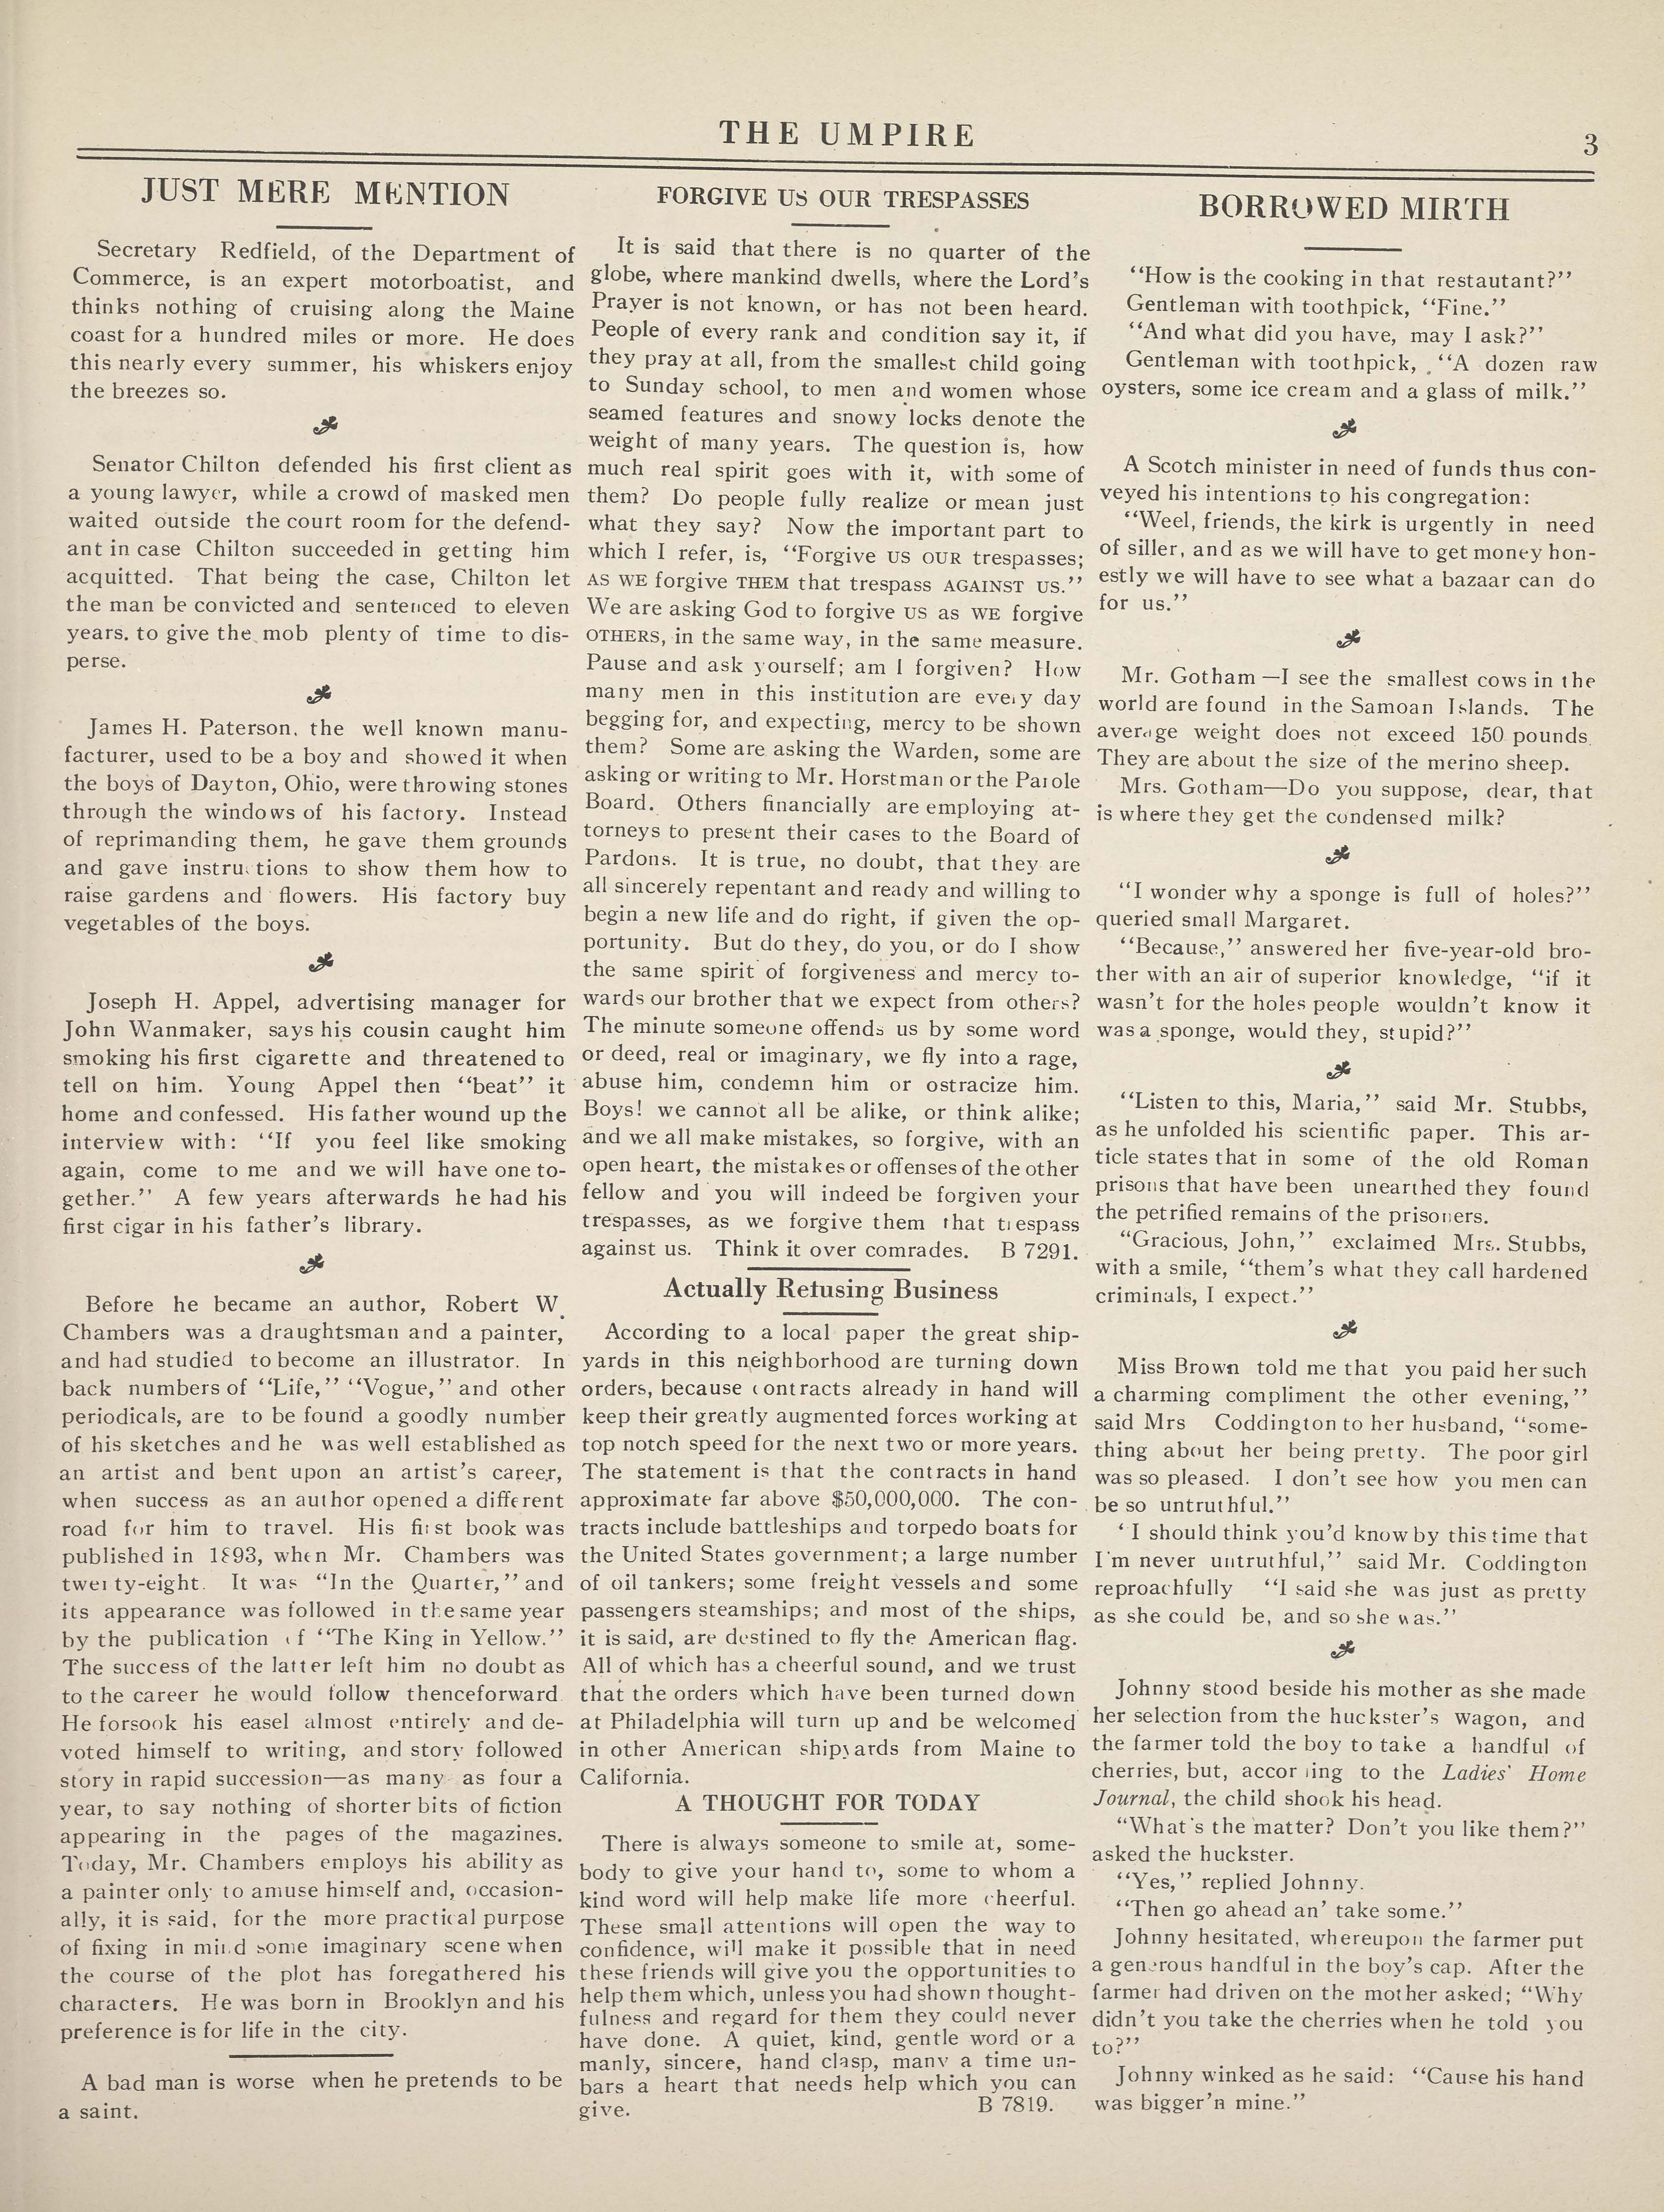 THE UMPIRE
3
JUST MERE MENTION
Secretary Redfield, of the Department of
Commerce, is an expert motorboatist, and
thinks nothing of cruising along the Maine
coast for a hundred miles or more. He does
this nearly every summer, his whiskers enjoy
the breezes so.
Senator Chilton defended his first client as
a young lawyer, while a crowd of masked men
waited outside the court room for the defend-
ant in case Chilton succeeded in getting him
acquitted. That being the case, Chilton let
the man be convicted and sentenced to eleven
years. to give the mob plenty of time to dis-
perse.
James H. Paterson, the well known manu-
facturer, used to be a boy and showed it when
the boys of Dayton, Ohio, were throwing stones
through the windows of his factory. Instead
of reprimanding them, he gave them grounds
and gave instructions to show them how to
raise gardens and flowers. His factory buy
vegetables of the boys.
Joseph H. Appel, advertising manager for
John Wanmaker, says his cousin caught him
smoking his first cigarette and threatened to
tell on him. Young Appel then "beat" it
home and confessed. His father wound up the
interview with: "If you feel like smoking
again, come to me and we will have one to-
gether." A few years afterwards he had his
first cigar in his father's library.
Before he became an author, Robert W.
Chambers was a draughtsman and a painter,
and had studied to become an illustrator. In
back numbers of "Life," "Vogue," and other
periodicals, are to be found a goodly number
of his sketches and he was well established as
an artist and bent upon an artist's career,
when success as an author opened a different
road for him to travel. His first book was
published in 1893, when Mr. Chambers was
twenty-eight. It was "In the Quarter," and
its appearance was followed in the same year
by the publication of "The King in Yellow."
The success of the latter left him no doubt as
to the career he would follow thenceforward
He forsook his easel almost entirely and de-
voted himself to writing, and story followed
story in rapid succession—as many as four a
year, to say nothing of shorter bits of fiction
appearing in the pages of the magazines.
Today, Mr. Chambers employs his ability as
a painter only to amuse himself and, occasion-
ally, it is said, for the more practical purpose
of fixing in mind some imaginary scene when
the course of the plot has foregathered his
characters. He was born in Brooklyn and his
preference is for life in the city.
A bad man is worse when he pretends to be
a saint.
FORGIVE US OUR TRESPASSES
It is said that there is no quarter of the
globe, where mankind dwells, where the Lord's
Prayer is not known, or has not been heard.
People of every rank and condition say it, if
they pray at all, from the smallest child going
to Sunday school, to men and women whose
seamed features and snowy locks denote the
weight of many years. The question is, how
much real spirit goes with it, with some of
them? Do people fully realize or mean just
what they say? Now the important part to
which I refer, is, "Forgive US OUR trespasses;
AS WE forgive THEM that trespass AGAINST US."
We are asking God to forgive US as WE forgive
OTHERS, in the same way, in the same measure.
Pause and ask yourself; am I forgiven? How
many men in this institution are every day
begging for, and expecting, mercy to be shown
them? Some are asking the Warden, some are
asking or writing to Mr. Horstman or the Parole
Board. Others financially are employing at-
torneys to present their cases to the Board of
Pardons. It is true, no doubt, that they are
all sincerely repentant and ready and willing to
begin a new life and do right, if given the op-
portunity. But do they, do you, or do I show
the same spirit of forgiveness and mercy to-
wards our brother that we expect from others?
The minute someone offends us by some word
or deed, real or imaginary, we fly into a rage,
abuse him, condemn him or ostracize him.
Boys! we cannot all be alike, or think alike;
and we all make mistakes, so forgive, with an
open heart, the mistakes or offenses of the other
fellow and you will indeed be forgiven your
trespasses, as we forgive them that trespass
against us. Think it over comrades. B 7291.
Actually Refusing Business
According to a local paper the great ship-
yards in this neighborhood are turning down
orders, because contracts already in hand will
keep their greatly augmented forces working at
top notch speed for the next two or more years.
The statement is that the contracts in hand
approximate far above $50,000,000. The con-
tracts include battleships and torpedo boats for
the United States government; a large number
of oil tankers; some freight vessels and some
passengers steamships; and most of the ships,
it is said, are destined to fly the American flag.
All of which has a cheerful sound, and we trust
that the orders which have been turned down
at Philadelphia will turn up and be welcomed
in other American shipyards from Maine to
California.
A THOUGHT FOR TODAY
There is always someone to smile at, some-
body to give your hand to, some to whom a
kind word will help make life more cheerful.
These small attentions will open the way to
confidence, will make it possible that in need
these friends will give you the opportunities to
help them which, unless you had shown thought-
fulness and regard for them they could never
have done. A quiet, kind, gentle word or a
manly, sincere, hand clasp, many a time un-
bars a heart that needs help which you can
give. B 7819.
BORROWED MIRTH
"How is the cooking in that restautant?"
Gentleman with toothpick, "Fine."
"And what did you have, may I ask?"
Gentleman with toothpick, "A dozen raw
oysters, some ice cream and a glass of milk."
A Scotch minister in need of funds thus con-
veyed his intentions to his congregation:
"Weel, friends, the kirk is urgently in need
of siller, and as we will have to get money hon-
estly we will have to see what a bazaar can do
for us."
Mr. Gotham—I see the smallest cows in the
world are found in the Samoan Islands. The
average weight does not exceed 150 pounds.
They are about the size of the merino sheep.
Mrs. Gotham—Do you suppose, dear, that
is where they get the condensed milk?
"I wonder why a sponge is full of holes?"
queried small Margaret.
"Because," answered her five-year-old bro-
ther with an air of superior knowledge, "if it
wasn't for the holes people wouldn't know it
was a sponge, would they, stupid?"
"Listen to this, Maria," said Mr. Stubbs,
as he unfolded his scientific paper. This ar-
ticle states that in some of the old Roman
prisons that have been unearthed they found
the petrified remains of the prisoners.
"Gracious, John," exclaimed Mrs. Stubbs,
with a smile, "them's what they call hardened
criminals, I expect."
Miss Brown told me that you paid her such
a charming compliment the other evening,"
said Mrs Coddington to her husband, "some-
thing about her being pretty. The poor girl
was so pleased. I don't see how you men can
be so untruthful."
'I should think you'd know by this time that
I'm never untruthful," said Mr. Coddington
reproachfully "I said she was just as pretty
as she could be, and so she was."
Johnny stood beside his mother as she made
her selection from the huckster's wagon, and
the farmer told the boy to take a handful of
cherries, but, according to the Ladies' Home
Journal, the child shook his head.
"What's the matter? Don't you like them?"
asked the huckster.
"Yes," replied Johnny.
"Then go ahead an' take some."
Johnny hesitated, whereupon the farmer put
a generous handful in the boy's cap. After the
farmer had driven on the mother asked; "Why
didn't you take the cherries when he told you
to?"
Johnny winked as he said: "Cause his hand
was bigger'n mine."